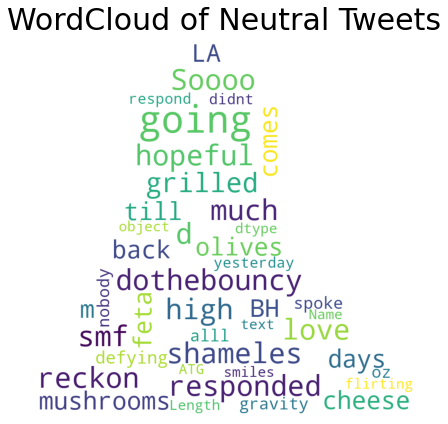 WordCloud of Neutral Tweets
LA
Soooo
respond didnt
going
comes
hopeful
grilled
till much
object d dtype
back olives
yesterday
nobody dothebouncy
m feta high BH spoke
Name
smf alll text love
defying shameles days
ATG smiles oz
reckon responded flirting
mushrooms Length gravity cheese